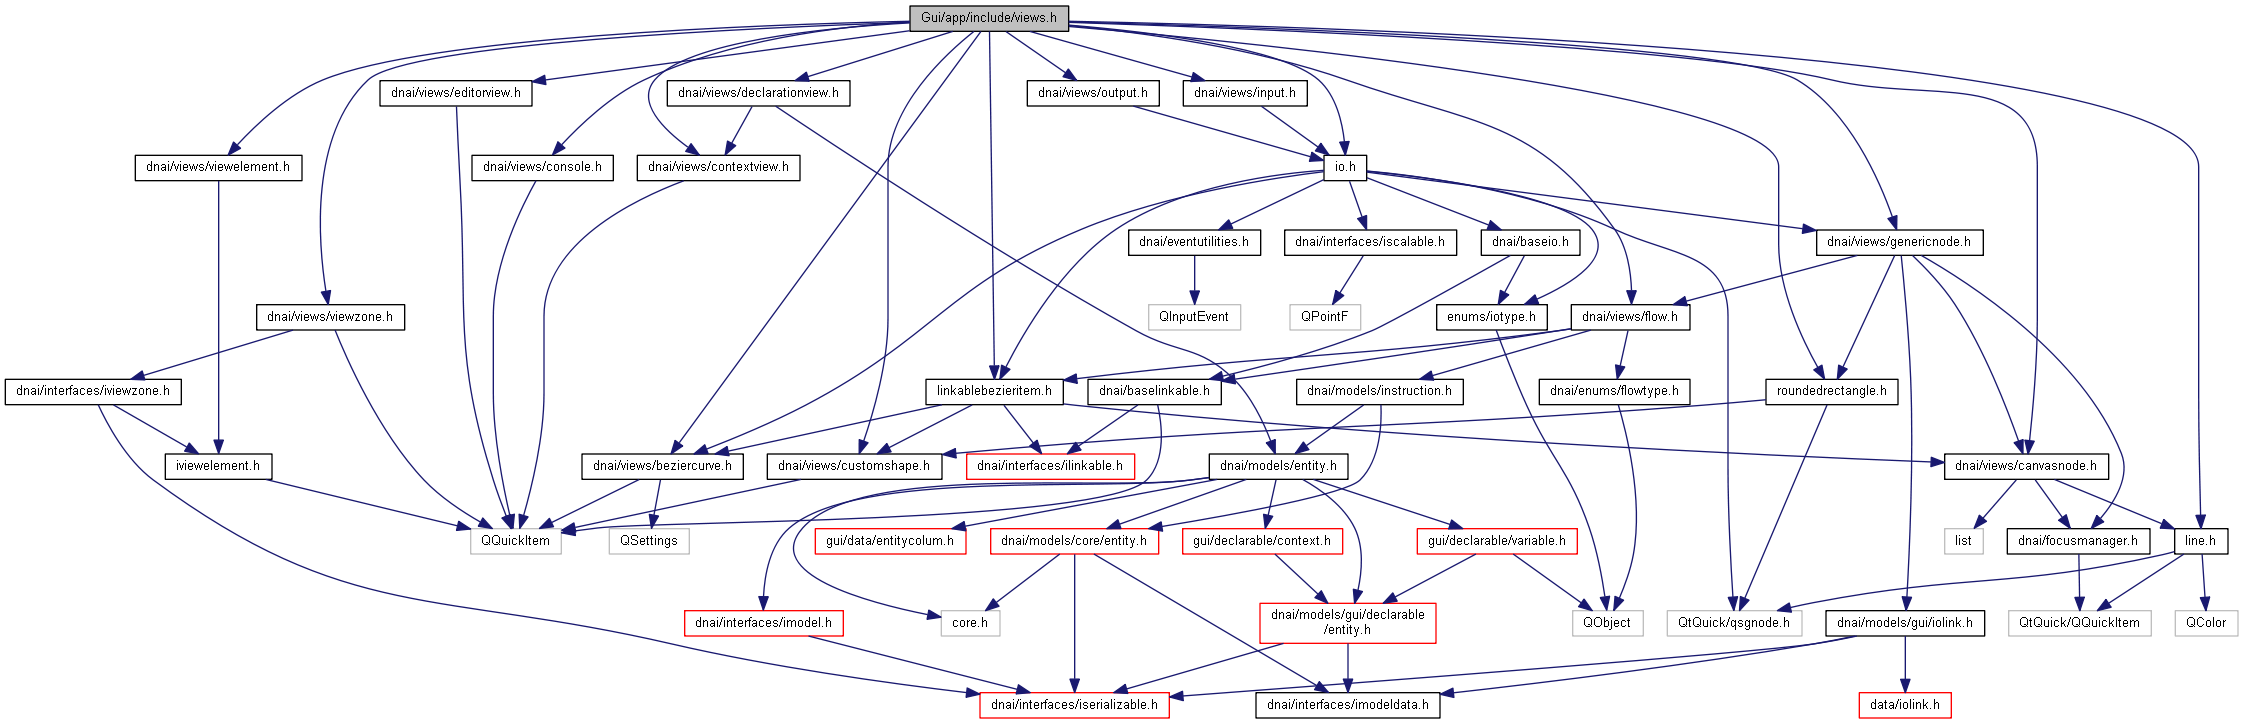 Gui/app/include/views.h
dnai/views/editorview.h
dnai/views/declarationview.h
dnai/views/output.h
dnai/views/input.h
dnai/views/viewelement.h
dnai/views/console.h
dnai/views/contextview.h
io.h
dnai/eventutilities.h
dnai/interfaces/iscalable.h
dnai/baseio.h
dnai/views/genericnode.h
dnai/views/viewzone.h
QInputEvent
QPointF
enums/iotype.h
dnai/views/flow.h
dnai/interfaces/iviewzone.h
linkablebezieritem.h
dnai/baselinkable.h
dnai/models/instruction.h
dnai/enums/flowtype.h
roundedrectangle.h
iviewelement.h
dnai/views/beziercurve.h
dnai/views/customshape.h
dnai/interfaces/ilinkable.h
dnai/models/entity.h
dnai/views/canvasnode.h
QQuickItem
QSettings
gui/data/entitycolum.h
dnai/models/core/entity.h
gui/declarable/context.h
gui/declarable/variable.h
list
dnai/focusmanager.h
line.h
dnai/interfaces/imodel.h
core.h
dnai/models/gui/declarable
/entity.h
QObject
QtQuick/qsgnode.h
dnai/models/gui/iolink.h
QtQuick/QQuickItem
QColor
dnai/interfaces/iserializable.h
dnai/interfaces/imodeldata.h
data/iolink.h